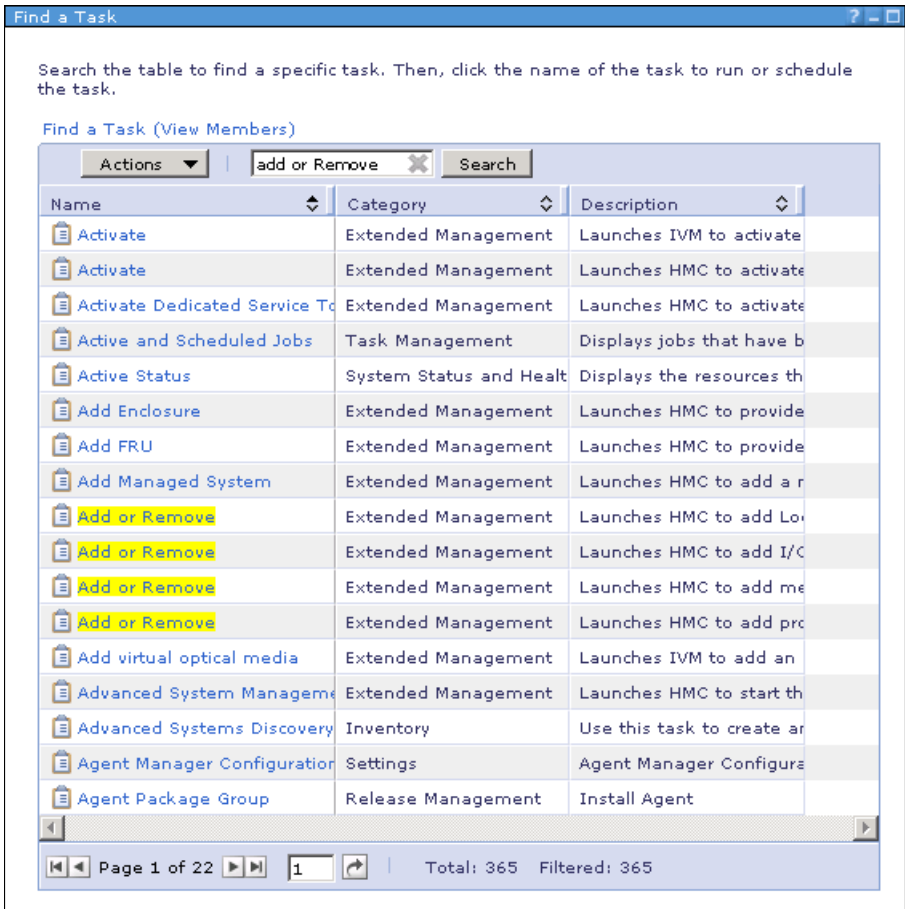 Find a Task
Search the table to find a specific task. Then, click the name of the task to run or schedule
the task.
Find a Task (View Members)
Actions add or Remove Search
Name Category Description
Activate Extended Management Launches IVM to activate
Activate Extended Management Launches HMC to activate
Activate Dedicated Service To Extended Management Launches HMC to activate
Active and Scheduled Jobs Task Management Displays jobs that have b
Active Status System Status and Healt Displays the resources th
Add Enclosure Extended Management Launches HMC to provide
Add FRU Extended Management Launches HMC to provide
Add Managed System Extended Management Launches HMC to add a
Add or Remove Extended Management Launches HMC to add Lo
Add or Remove Extended Management Launches HMC to add I/O
Add or Remove Extended Management Launches HMC to add me
Add or Remove Extended Management Launches HMC to add pro
Add virtual optical media Extended Management Launches IVM to add an
Advanced System Manageme Extended Management Launches HMC to start th
Advanced Systems Discovery Inventory Use this task to create an
Agent Manager Configuration Settings Agent Manager Configura
Agent Package Group Release Management Install Agent
Page 1 of 22 1 Total: 365 Filtered: 365